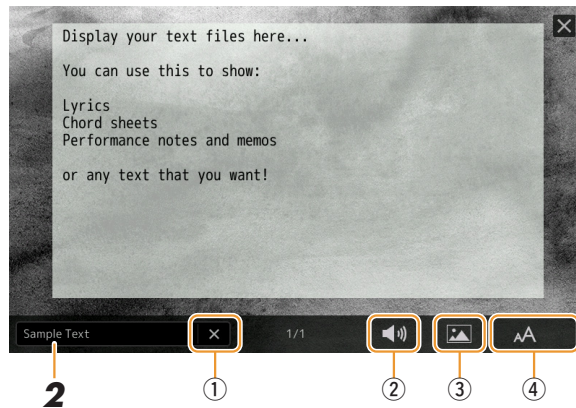 Display your text files here...
You can use this to show:
Lyrics
Chord sheets
Performance notes and memos
or any text that you want!
Sample Text × 1/1 AA
2 ① ② ③ ④